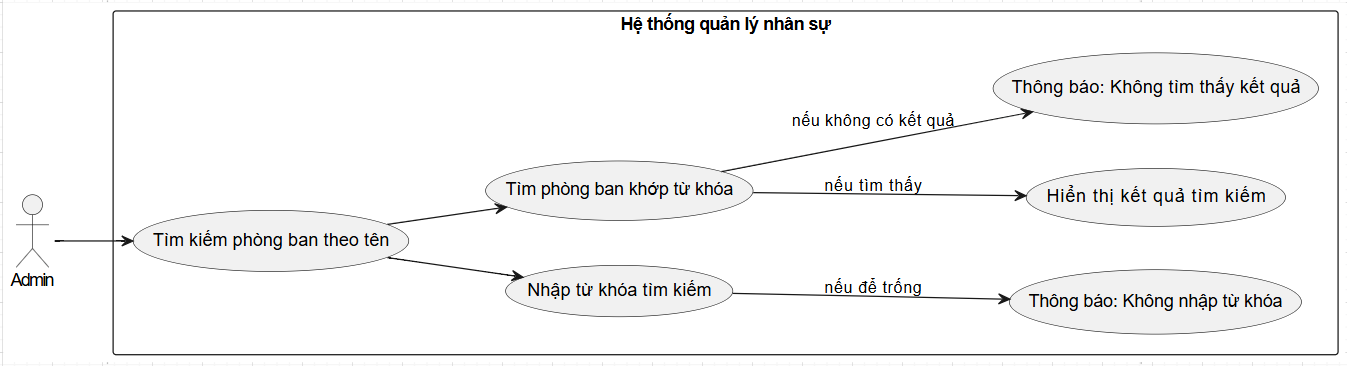 Hệ thống quản lý nhân sự
Thông báo: Không tìm thấy kết quả
nếu không có kết quả
Tìm phòng ban khớp từ khóa
nếu tìm thấy
Hiển thị kết quả tìm kiếm
Tìm kiếm phòng ban theo tên
Admin
Nhập từ khóa tìm kiếm
nếu để trống
Thông báo: Không nhập từ khóa